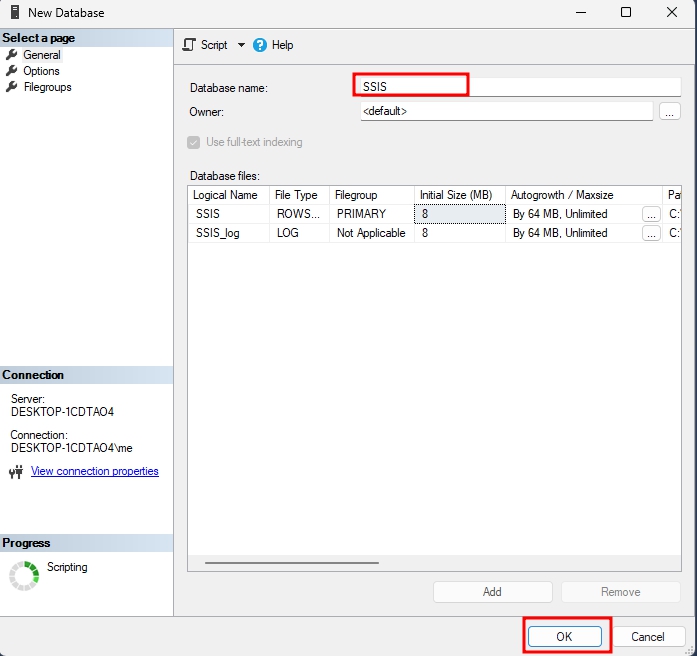 New Database
Select a page
General
Options
Filegroups
Script
Help
Database name:
SSIS
Owner:
<default>
...
Use full-text indexing
Database files:
Logical Name File Type Filegroup Initial Size (MB) Autogrowth / Maxsize Pa
SSIS ROWS... PRIMARY 8 By 64 MB, Unlimited ... C:\
SSIS_log LOG Not Applicable 8 By 64 MB, Unlimited ... C:\
Connection
Server:
DESKTOP-1CDTAO4
Connection:
DESKTOP-1CDTAO4\me
View connection properties
Progress
Scripting
Add Remove
OK Cancel